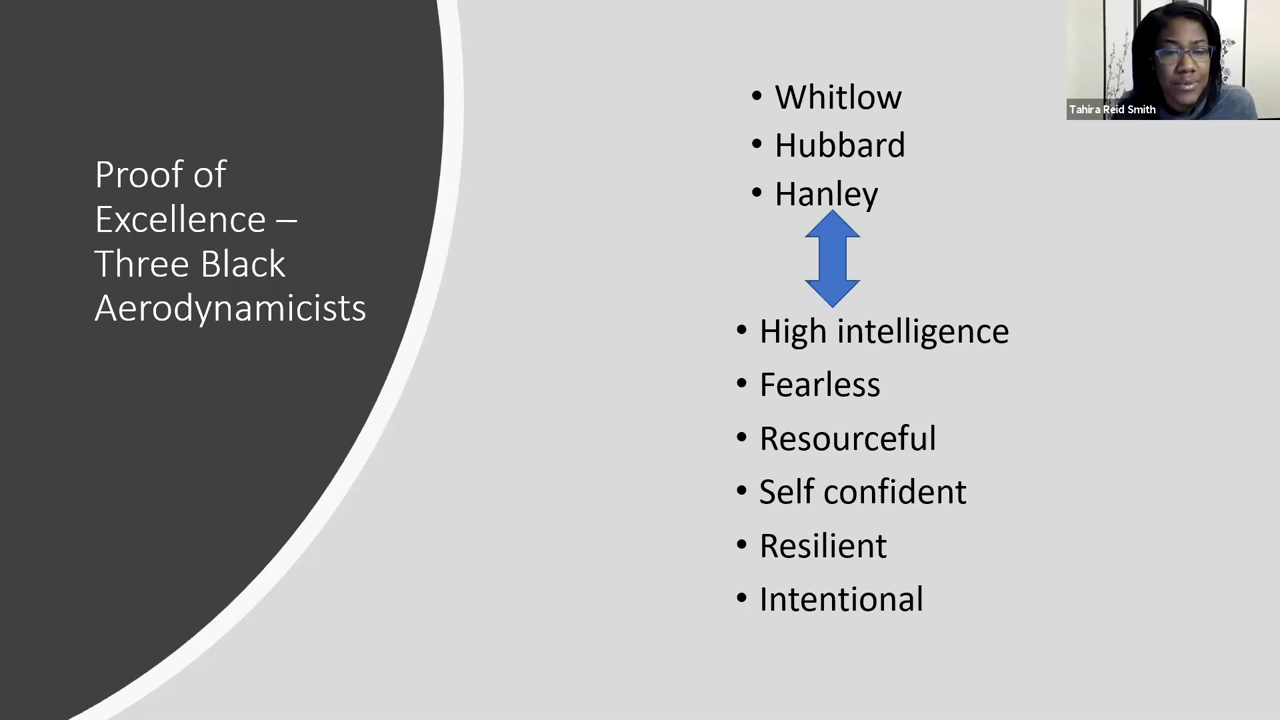 Proof of
Excellence –
Three Black
Aerodynamicists
• Whitlow
• Hubbard
• Hanley
• High intelligence
• Fearless
• Resourceful
• Self confident
• Resilient
• Intentional
Tahira Reid Smith